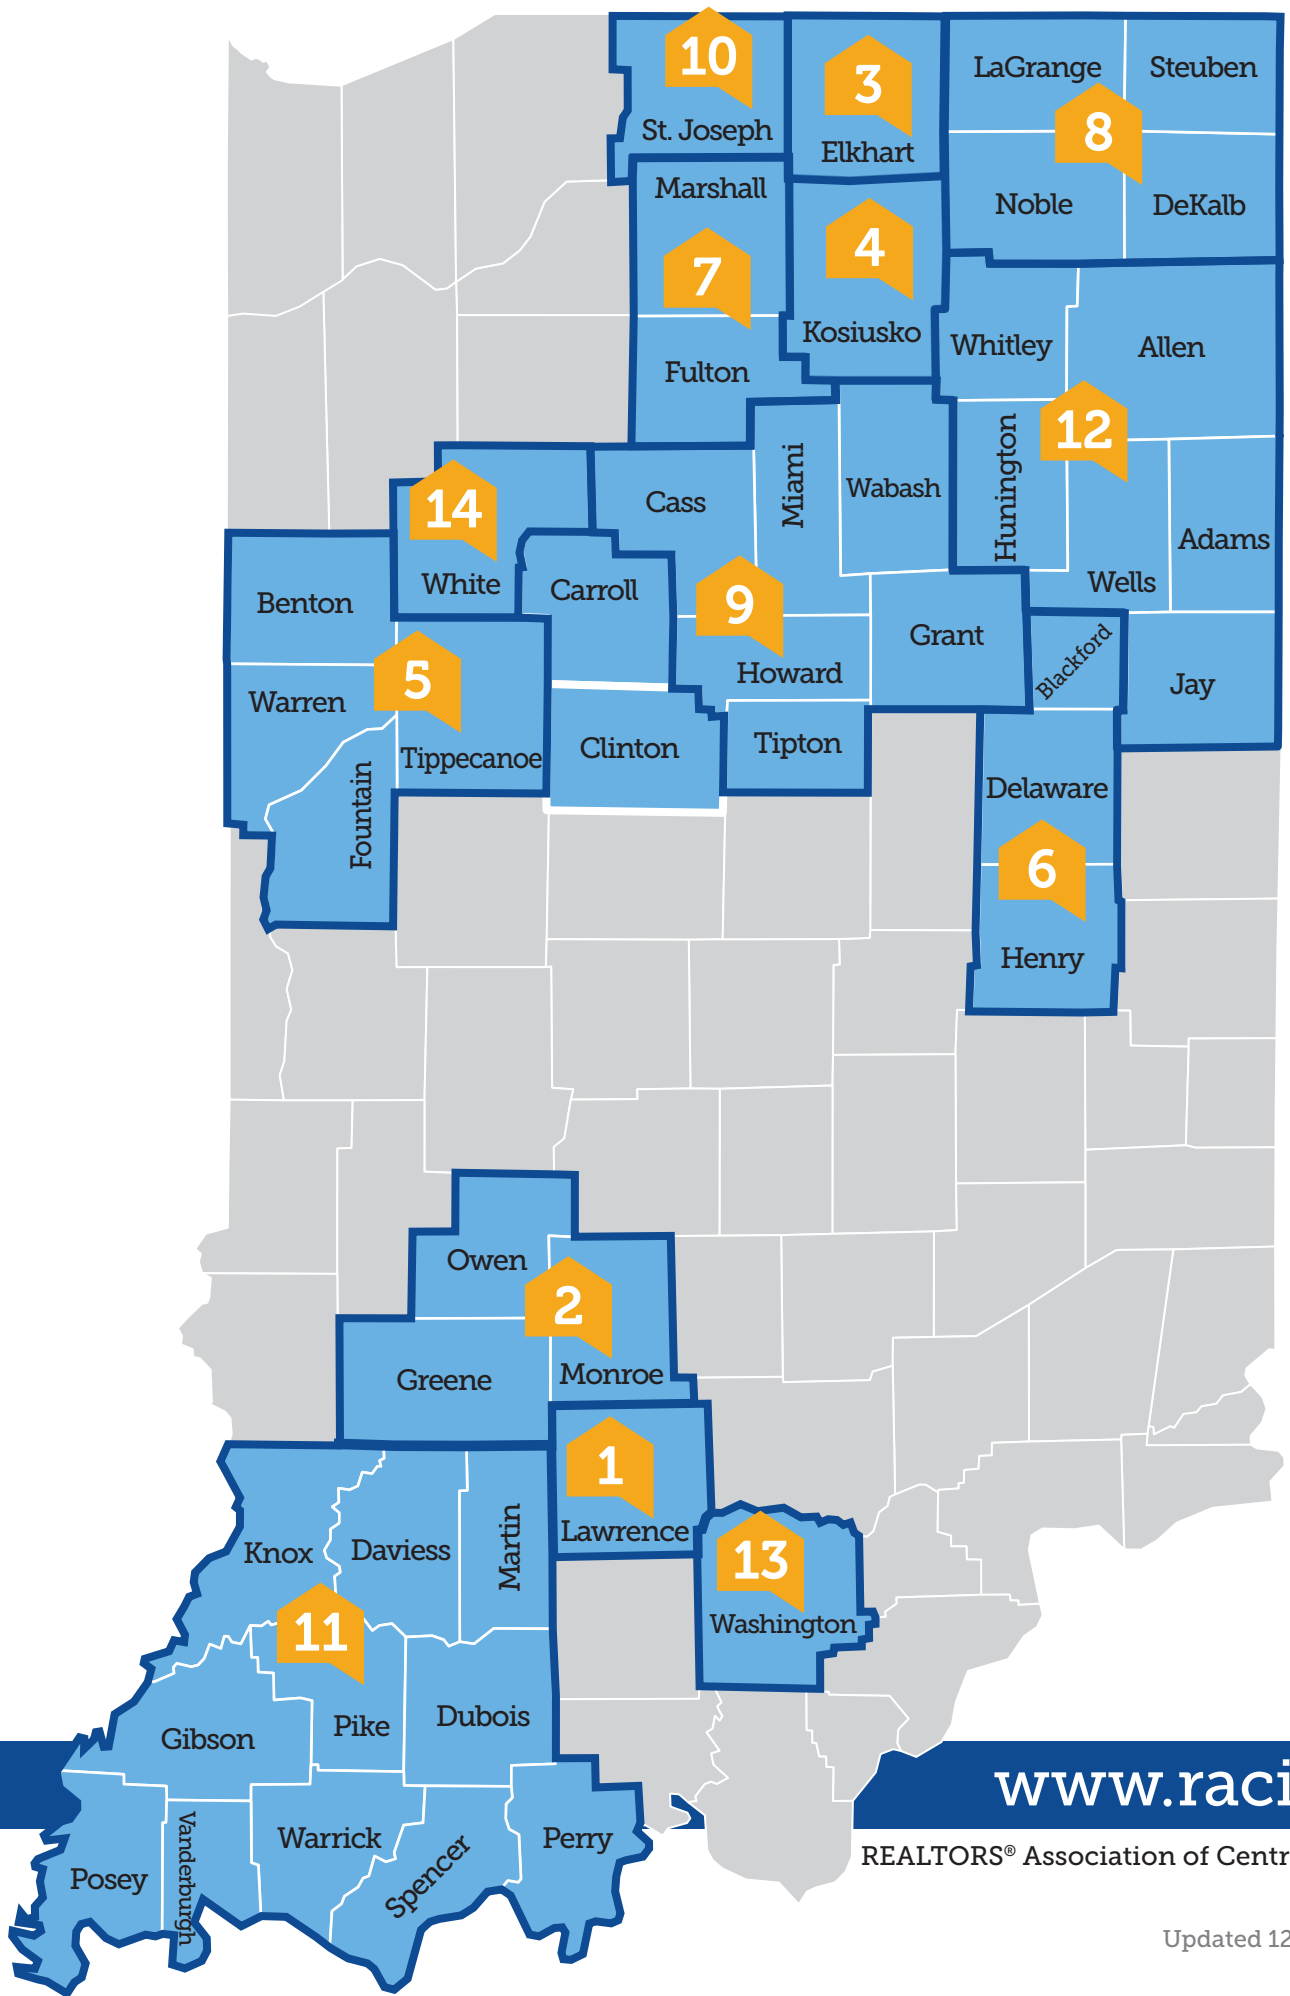 10
3
LaGrange
Steuben
St. Joseph
Elkhart
8
Marshall
Noble
DeKalb
7
4
Kosiusko
Whitley
Allen
Fulton
12
Hunington
Miami
Wabash
Cass
14
Adams
White
Carroll
9
Wells
Benton
Grant
Blackford
Howard
Jay
5
Warren
Tippecanoe
Clinton
Tipton
Fountain
Delaware
6
Henry
Owen
2
Greene
Monroe
1
Lawrence
Knox
Daviess
Martin
13
Washington
11
Gibson
Pike
Dubois
www.raci
Posey
Vanderburgh
Warrick
Spencer
Perry
REALTORS® Association of Centr
Updated 12